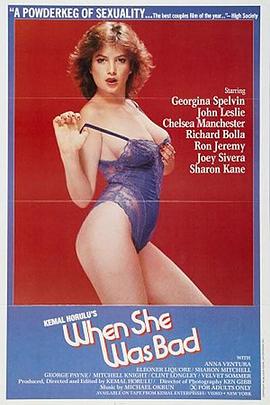 "A POWDERKEG OF SEXUALITY...The best couples film of the year..."—High Society
Starring
Georgina Spelvin
John Leslie
Chelsea Manchester
Richard Bolla
Ron Jeremy
Joey Sivera
Sharon Kane
KEMAL HORULU'S
When She
Was Bad
WITH
ANNA VENTURA
ELEONER LIQUORE / SHARON MITCHELL
GEORGE PAYNE / MITCHELL KNIGHT / CLINT LONGLEY / VELVET SOMMER
Produced, Directed and Edited by KEMAL HORULU / Director of Photography KEN GIBB
Music by MICHAEL OKRUN / X FOR ADULTS ONLY
AVAILABLE ON TAPE FROM KEMAL ENTERPRISES • VIDEO • NEW YORK